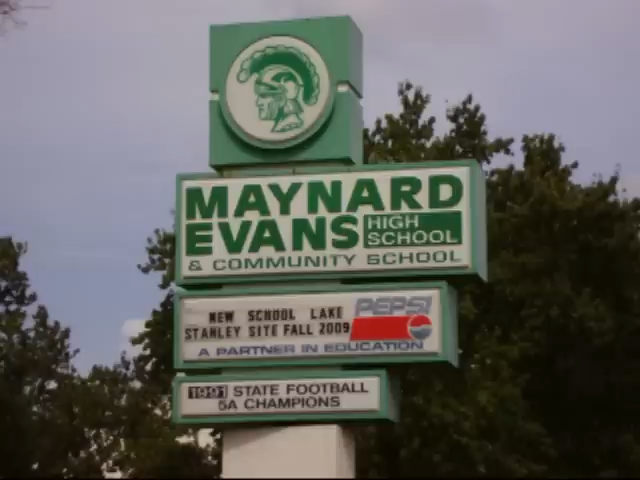 MAYNARD
EVANS HIGH SCHOOL
& COMMUNITY SCHOOL
NEW SCHOOL LAKE
STARLEY SITE FALL 2009
PEPSI
A PARTNER IN EDUCATION
1991 STATE FOOTBALL
5A CHAMPIONS